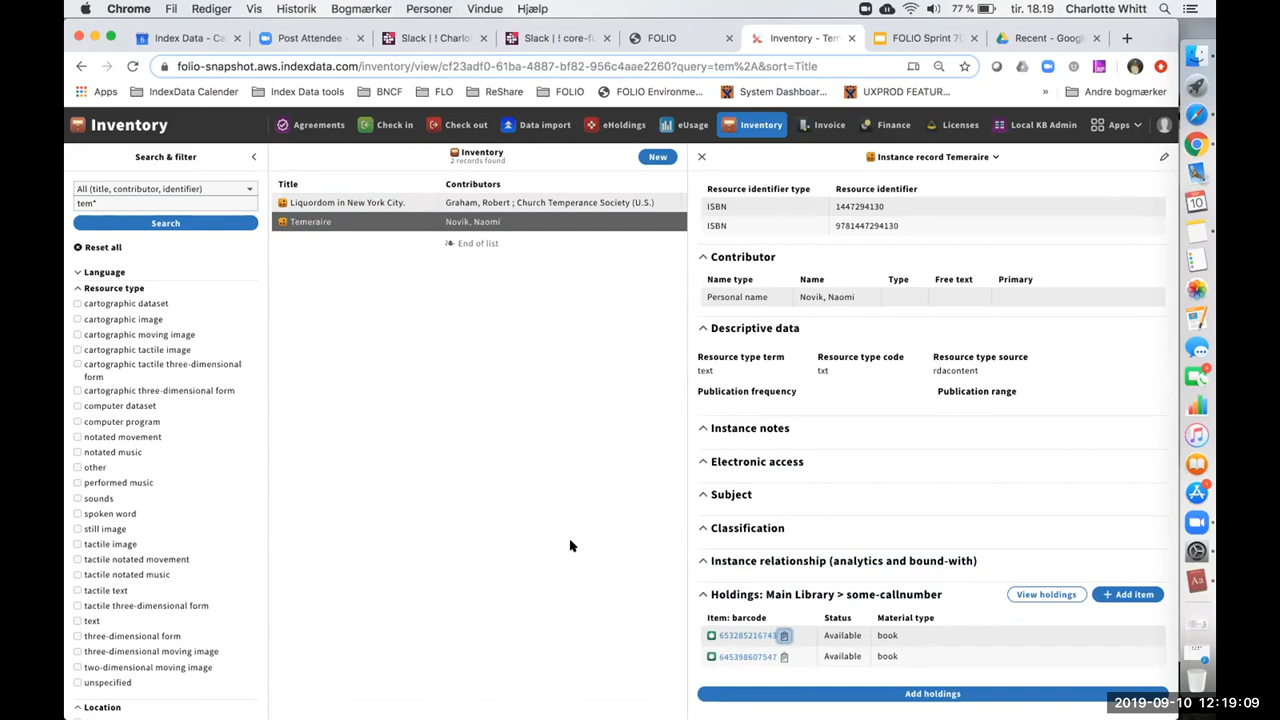 Chrome Fil Rediger Vis Historik Bogmærker Personer Vindue Hjælp 77 % tir. 18.19 Charlotte Whitt
Index Data - Ca Post Attendee - Slack | ! Charlo Slack | ! core-fu FOLIO Inventory - Tem FOLIO Sprint 70 Recent - Googl
folio-snapshot.aws.indexdata.com/inventory/view/cf23adf0-61ba-4887-bf82-956c4aae2260?query=tem%2A&sort=Title
Apps IndexData Calender Index Data tools BNCF FLO ReShare FOLIO FOLIO Environme... System Dashboar... UXPROD FEATUR... » Andre bogmærker
Inventory Agreements Check in Check out Data import eHoldings eUsage Inventory Invoice Finance Licenses Local KB Admin Apps
Search & filter
All (title, contributor, identifier)
tem*
Search
Reset all
Language
Resource type
cartographic dataset
cartographic image
cartographic moving image
cartographic tactile image
cartographic tactile three-dimensional
form
cartographic three-dimensional form
computer dataset
computer program
notated movement
notated music
other
performed music
sounds
spoken word
still image
tactile image
tactile notated movement
tactile notated music
tactile text
tactile three-dimensional form
text
three-dimensional form
three-dimensional moving image
two-dimensional moving image
unspecified
Location
Inventory
2 records found
New
Title Contributors
Liquordom in New York City. Graham, Robert ; Church Temperance Society (U.S.)
Temeraire Novik, Naomi
End of list
Instance record Temeraire
Resource identifier type Resource identifier
ISBN 1447294130
ISBN 9781447294130
Contributor
Name type Name Type Free text Primary
Personal name Novik, Naomi
Descriptive data
Resource type term Resource type code Resource type source
text txt rdacontent
Publication frequency Publication range
Instance notes
Electronic access
Subject
Classification
Instance relationship (analytics and bound-with)
Holdings: Main Library > some-callnumber View holdings + Add item
Item: barcode Status Material type
653285216743 Available book
645398607547 Available book
Add holdings
2019-09-10 12:19:09